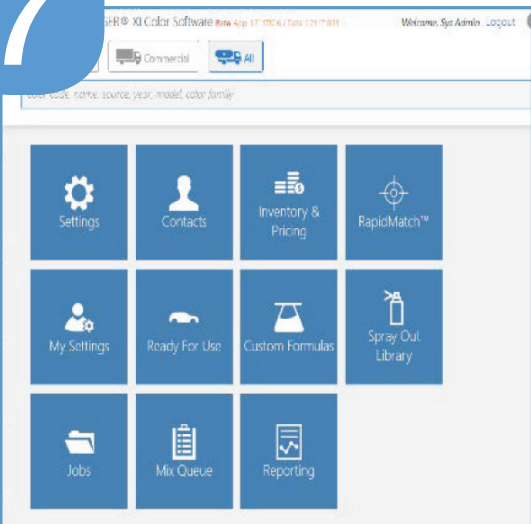 7
XI Color Software
Welcome, Sys Admin Logout
Commercial
All
color code, name, source, year, model, color family
Settings
Contacts
Inventory &
Pricing
RapidMatch™
My Settings
Ready For Use
Custom Formulas
Spray Out
Library
Jobs
Mix Queue
Reporting